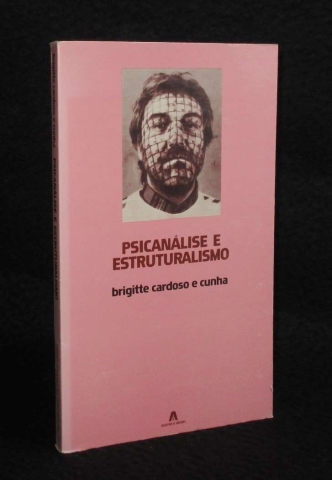 PSICANÁLISE E
ESTRUTURALISMO
brigitte cardoso e cunha